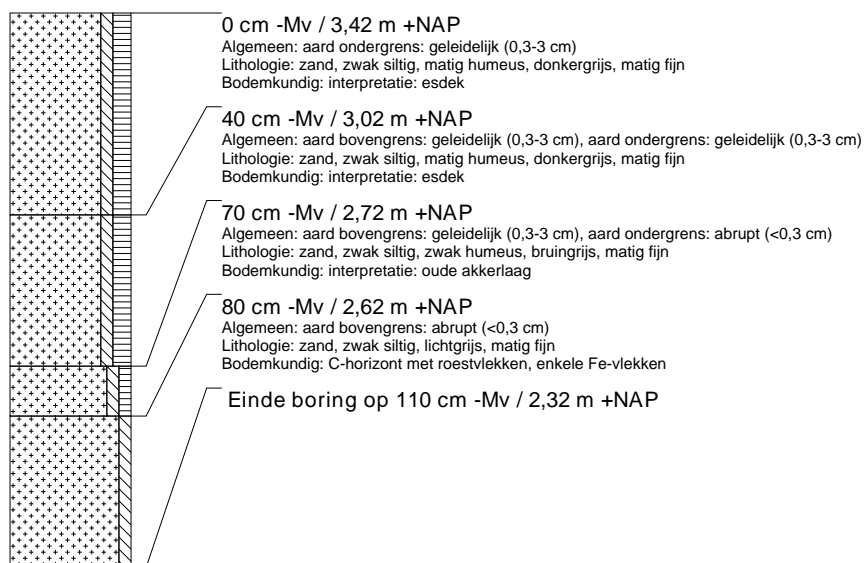 0 cm -Mv / 3,42 m +NAP
Algemeen: aard ondergrens: geleidelijk (0,3-3 cm)
Lithologie: zand, zwak siltig, matig humeus, donkergrijs, matig fijn
Bodemkundig: interpretatie: esdek
40 cm -Mv / 3,02 m +NAP
Algemeen: aard bovengrens: geleidelijk (0,3-3 cm), aard ondergrens: geleidelijk (0,3-3 cm)
Lithologie: zand, zwak siltig, matig humeus, donkergrijs, matig fijn
Bodemkundig: interpretatie: esdek
70 cm -Mv / 2,72 m +NAP
Algemeen: aard bovengrens: geleidelijk (0,3-3 cm), aard ondergrens: abrupt (<0,3 cm)
Lithologie: zand, zwak siltig, zwak humeus, bruingrijs, matig fijn
Bodemkundig: interpretatie: oude akkerlaag
80 cm -Mv / 2,62 m +NAP
Algemeen: aard bovengrens: abrupt (<0,3 cm)
Lithologie: zand, zwak siltig, lichtgrijs, matig fijn
Bodemkundig: C-horizont met roestvlekken, enkele Fe-vlekken
Einde boring op 110 cm -Mv / 2,32 m +NAP